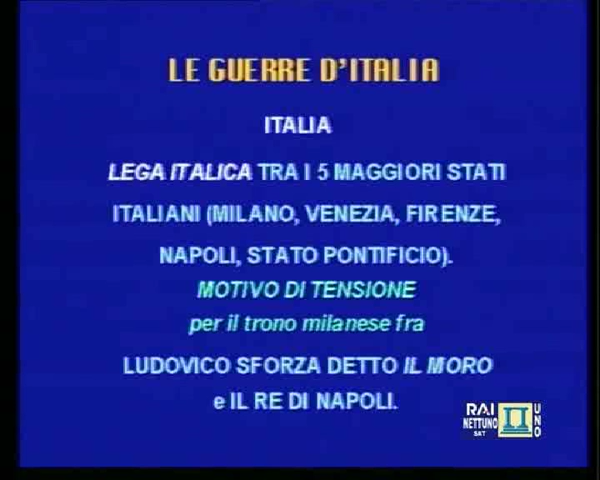 LE GUERRE D'ITALIA
ITALIA
LEGA ITALICA TRA I 5 MAGGIORI STATI
ITALIANI (MILANO, VENEZIA, FIRENZE,
NAPOLI, STATO PONTIFICIO).
MOTIVO DI TENSIONE
per il trono milanese fra
LUDOVICO SFORZA DETTO IL MORO
e IL RE DI NAPOLI.
RAI
NETTUNO
SAT
UNO